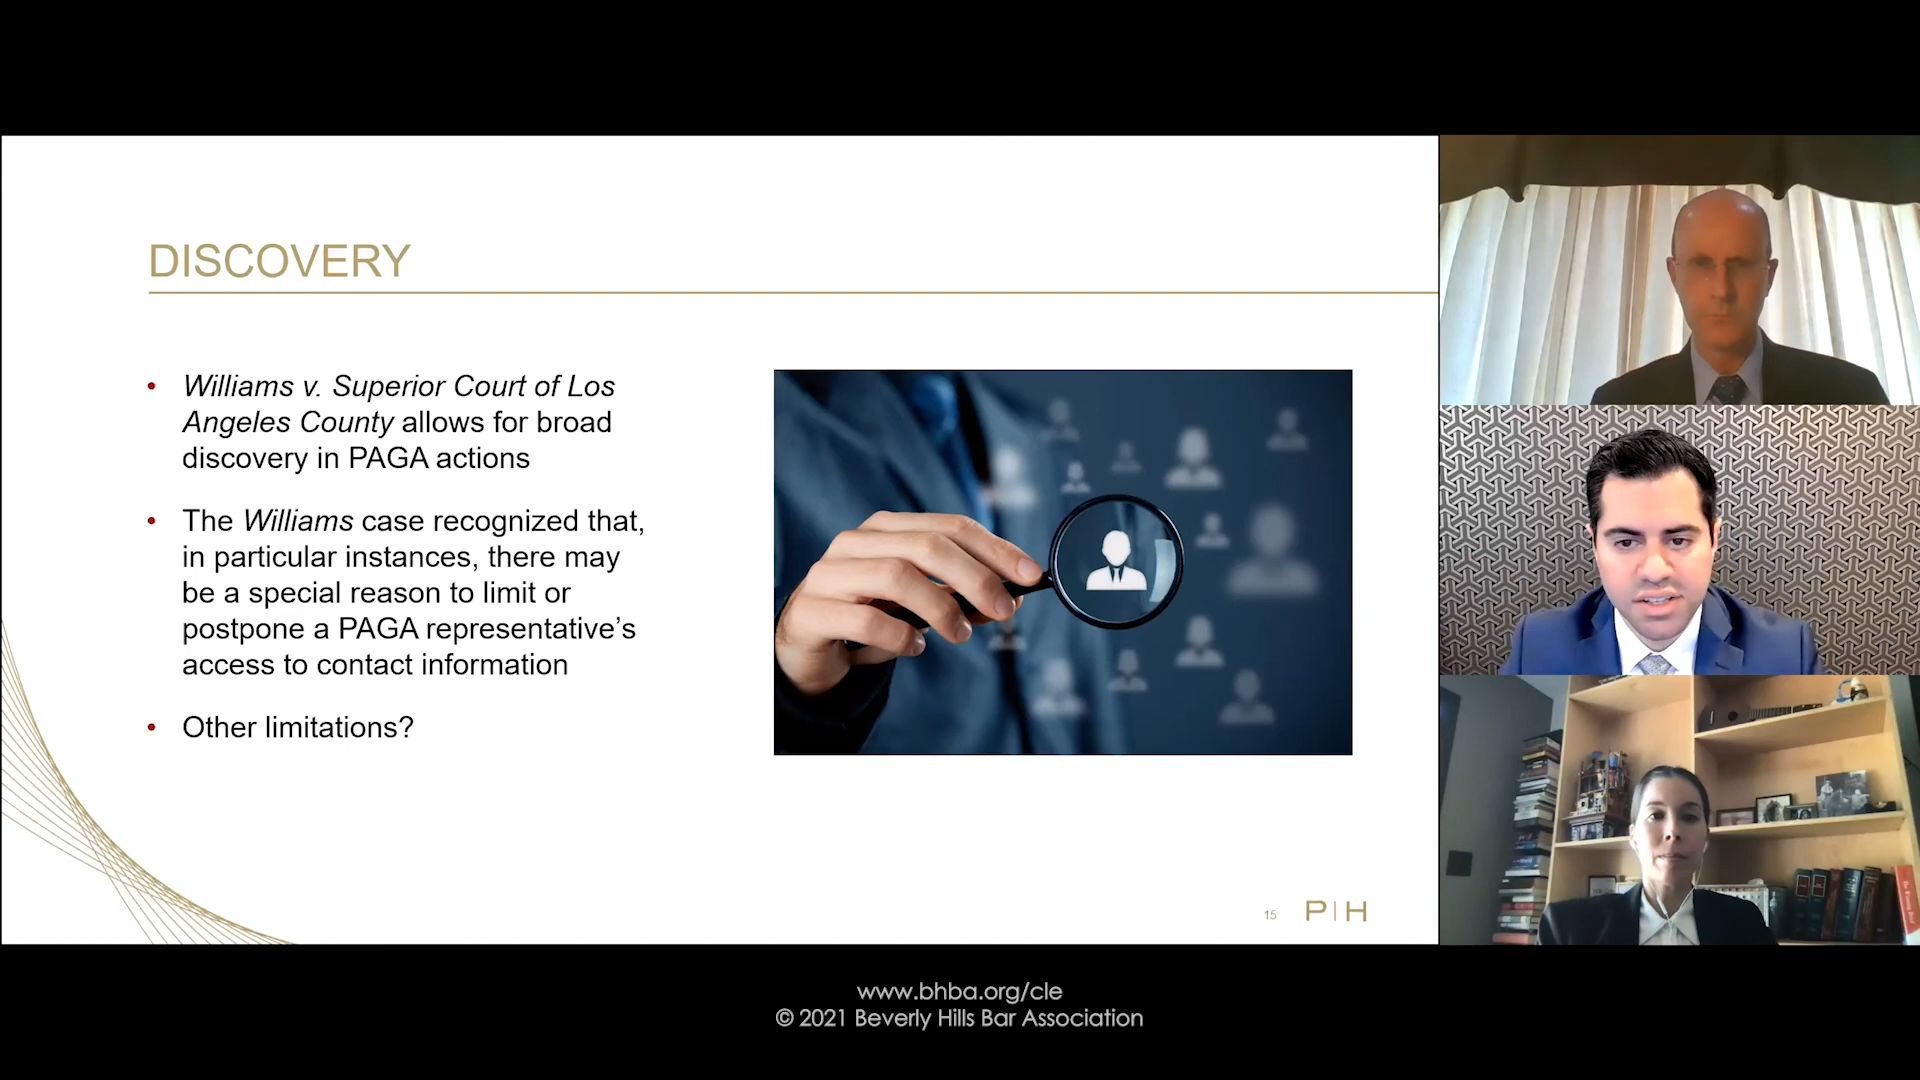 DISCOVERY
• Williams v. Superior Court of Los
Angeles County allows for broad
discovery in PAGA actions
• The Williams case recognized that,
in particular instances, there may
be a special reason to limit or
postpone a PAGA representative’s
access to contact information
• Other limitations?
15
P|H
www.bhba.org/cle
© 2021 Beverly Hills Bar Association